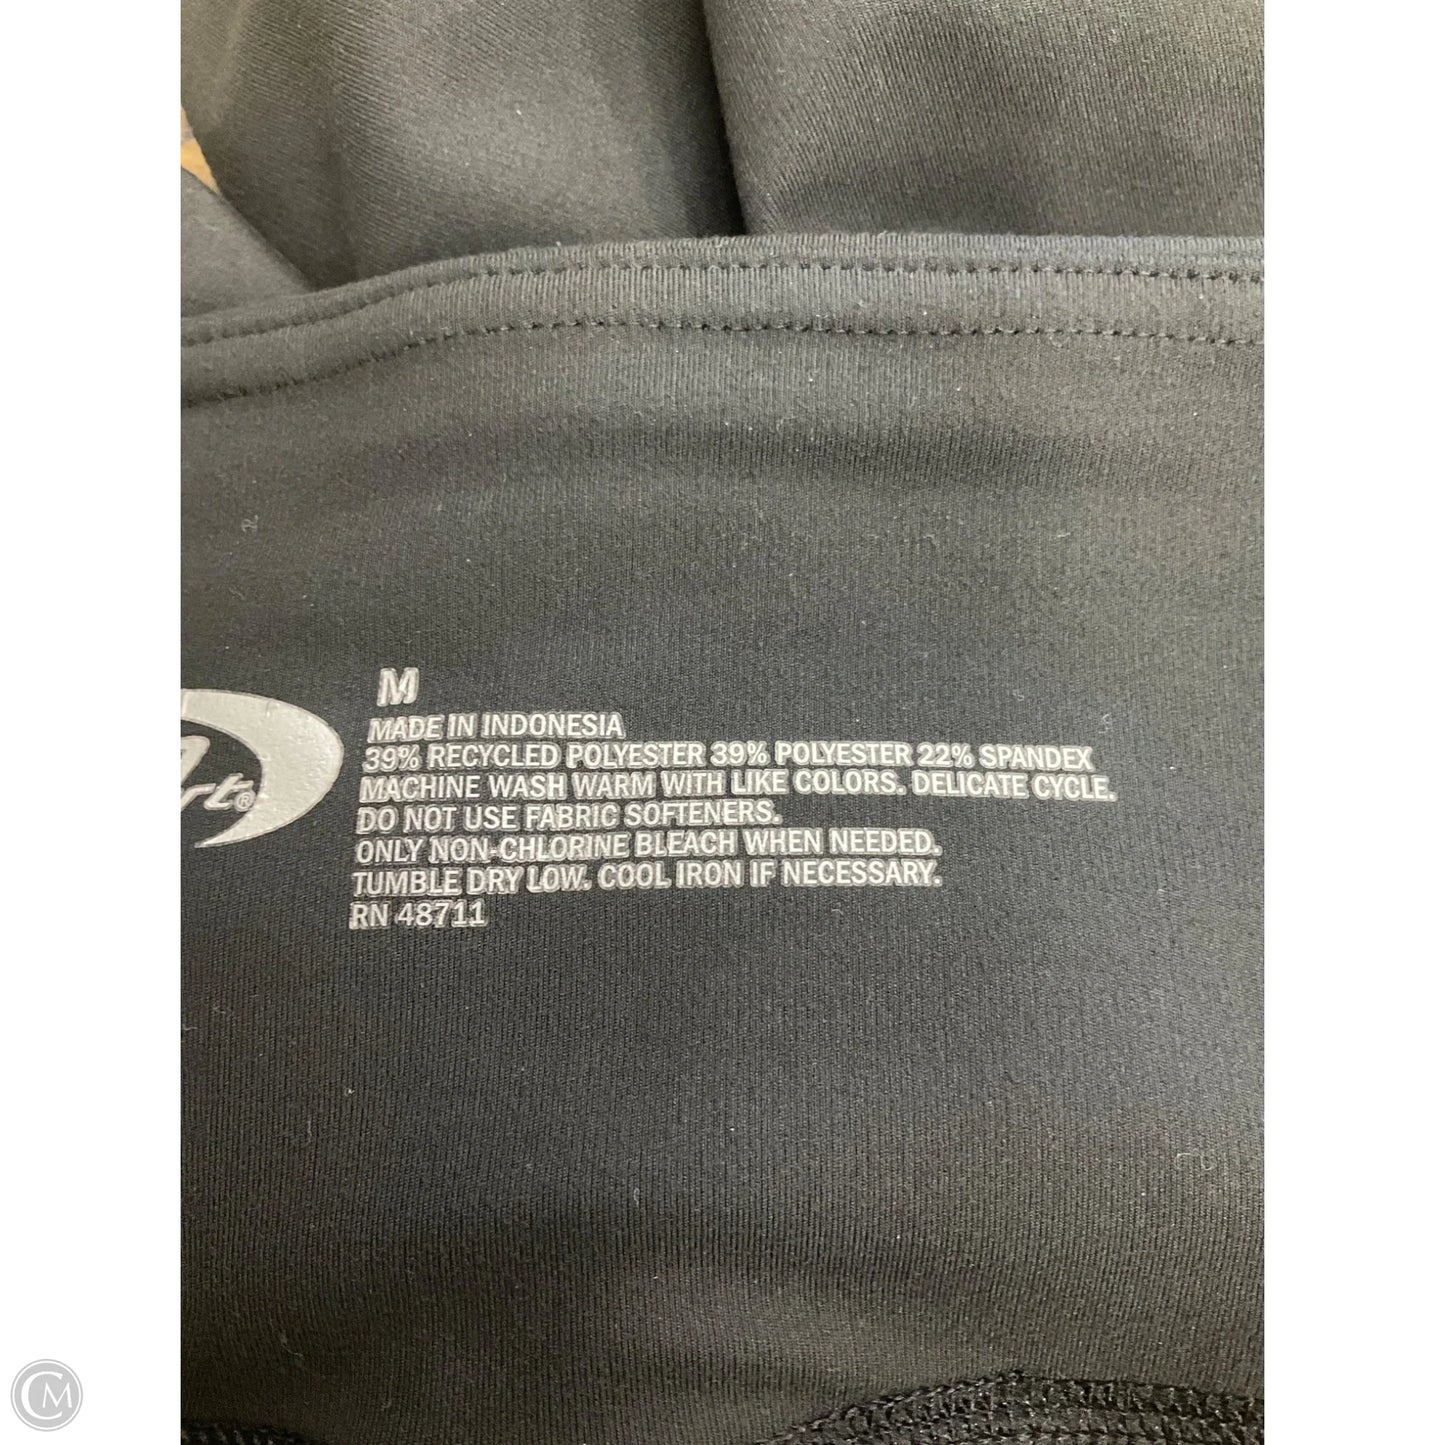 M
MADE IN INDONESIA
39% RECYCLED POLYESTER 39% POLYESTER 22% SPANDEX
MACHINE WASH WARM WITH LIKE COLORS. DELICATE CYCLE.
DO NOT USE FABRIC SOFTENERS.
ONLY NON-CHLORINE BLEACH WHEN NEEDED.
TUMBLE DRY LOW. COOL IRON IF NECESSARY.
RN 48711
CM